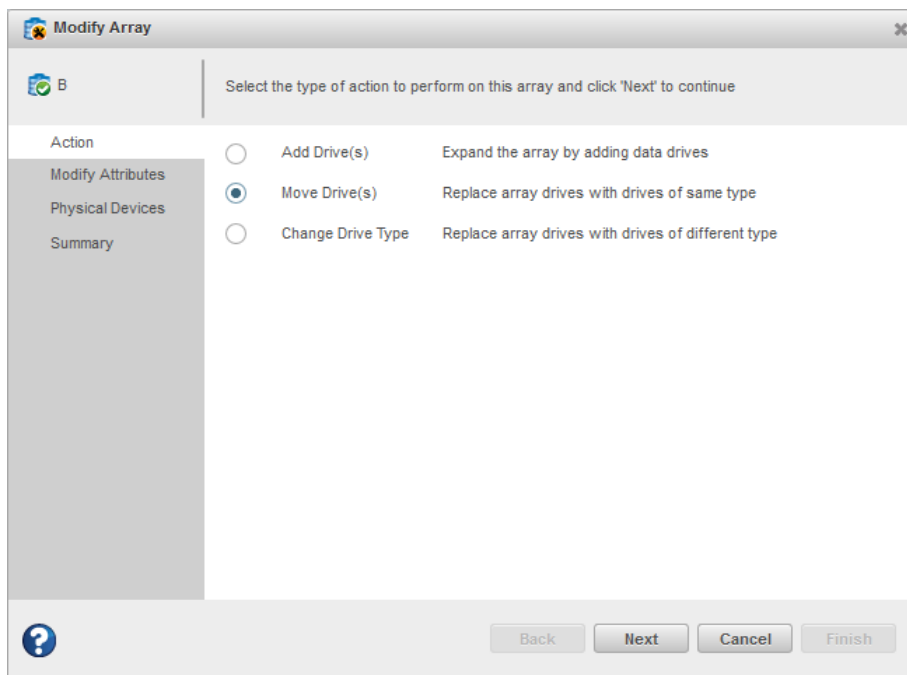 Modify Array
B
Select the type of action to perform on this array and click 'Next' to continue
Action
Modify Attributes
Physical Devices
Summary
Add Drive(s) Expand the array by adding data drives
Move Drive(s) Replace array drives with drives of same type
Change Drive Type Replace array drives with drives of different type
? Back Next Cancel Finish